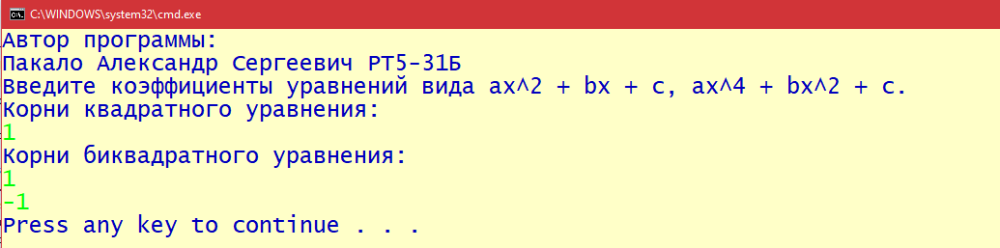 C:\WINDOWS\system32\cmd.exe
Автор программы:
Пакало Александр Сергеевич РТ5-31Б
Введите коэффициенты уравнений вида ax^2 + bx + c, ax^4 + bx^2 + c.
Корни квадратного уравнения:
1
Корни биквадратного уравнения:
1
-1
Press any key to continue . . .